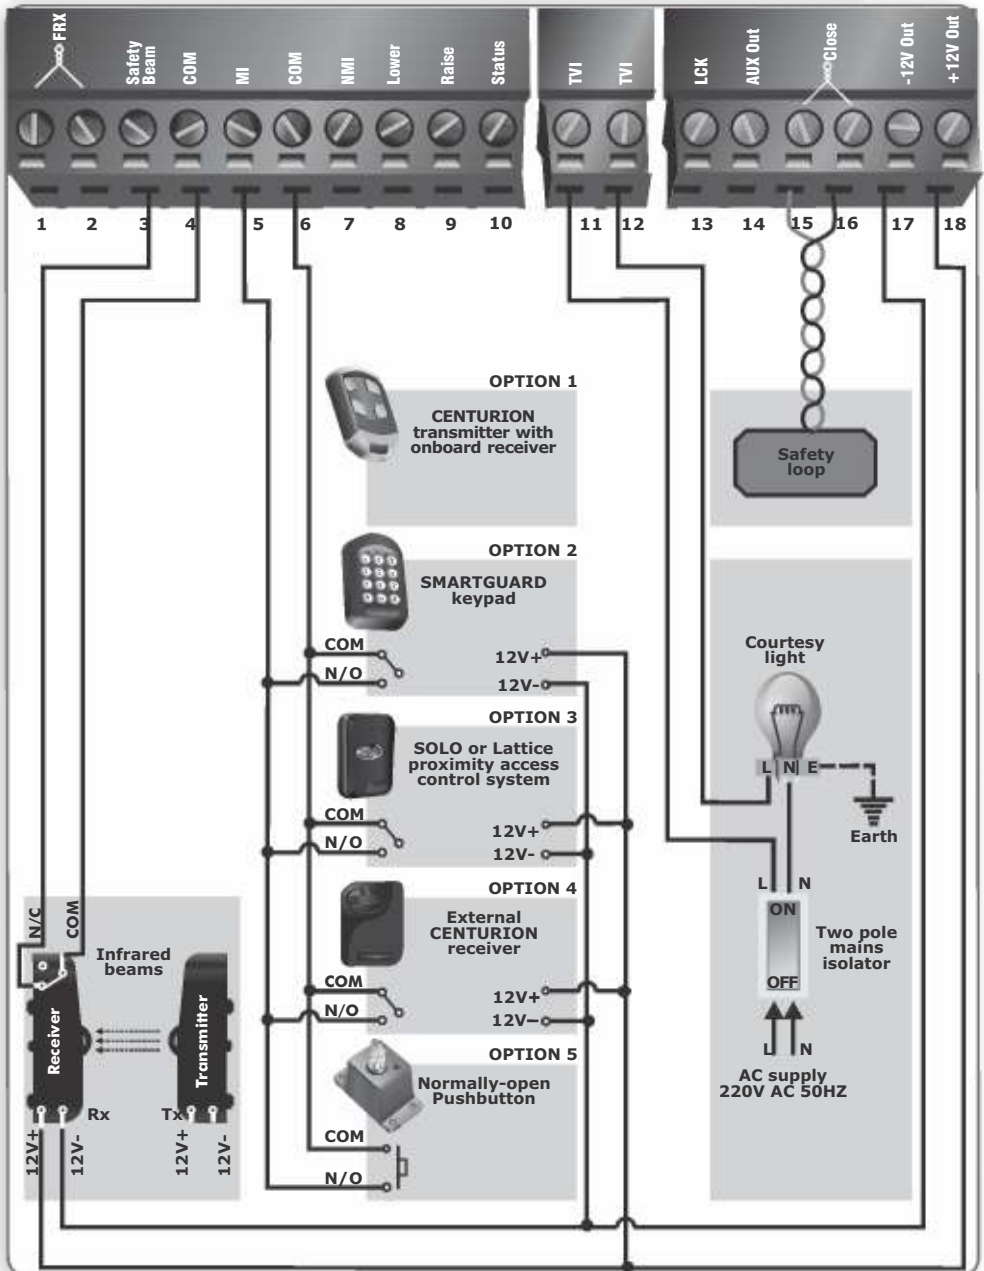 FRX
Safety
Beam
COM
MI
COM
NMI
Lower
Raise
Status
TVI
TVI
LCK
AUX Out
Close
-12V Out
+12V Out
1 2 3 4 5 6 7 8 9 10 11 12 13 14 15 16 17 18
OPTION 1
CENTURION
transmitter with
onboard receiver
Safety
loop
OPTION 2
SMARTGUARD
keypad
COM
N/O
12V+
12V-
OPTION 3
SOLO or Lattice
proximity access
control system
COM
N/O
12V+
12V-
OPTION 4
External
CENTURION
receiver
COM
N/O
12V+
12V–
OPTION 5
Normally-open
Pushbutton
COM
N/O
Courtesy
light
L N E
Earth
L N
ON
OFF
Two pole
mains
isolator
L N
AC supply
220V AC 50HZ
N/C
COM
Infrared
beams
Receiver
Transmitter
Rx
Tx
12V+
12V-
12V+
12V-